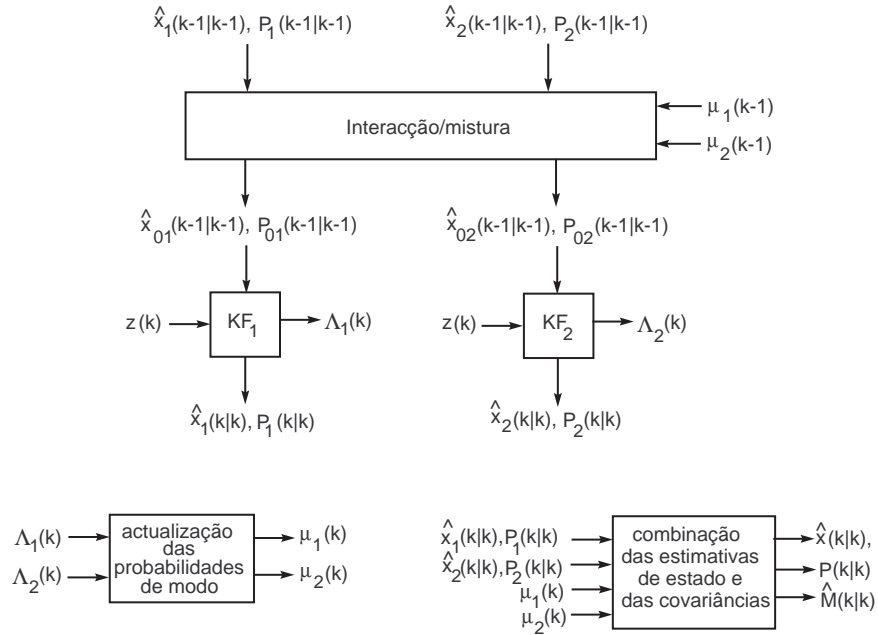 x̂₁(k-1|k-1), P₁(k-1|k-1)
x̂₂(k-1|k-1), P₂(k-1|k-1)
Interacção/mistura
μ₁(k-1)
μ₂(k-1)
x̂₀₁(k-1|k-1), P₀₁(k-1|k-1)
x̂₀₂(k-1|k-1), P₀₂(k-1|k-1)
z(k)
KF₁
Λ₁(k)
z(k)
KF₂
Λ₂(k)
x̂₁(k|k), P₁(k|k)
x̂₂(k|k), P₂(k|k)
Λ₁(k)
Λ₂(k)
actualização
das
probabilidades
de modo
μ₁(k)
μ₂(k)
x̂₁(k|k),P₁(k|k)
x̂₂(k|k),P₂(k|k)
μ₁(k)
μ₂(k)
combinação
das estimativas
de estado e
das covariâncias
x̂(k|k),
P(k|k)
M̂(k|k)